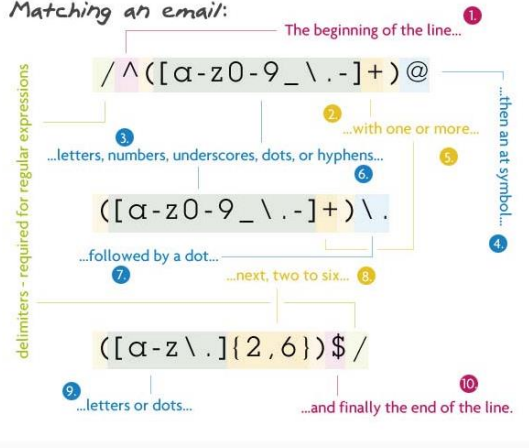 Matching an email:
1.
The beginning of the line...
/^([a-z0-9_\.-]+)@
2.
...with one or more...
3.
...letters, numbers, underscores, dots, or hyphens...
...then an at symbol...
4.
5.
6.
([a-z0-9_\.-]+)\.
...followed by a dot...
7.
...next, two to six...
8.
([a-z\.]{2,6})$/
9.
...letters or dots...
10.
...and finally the end of the line.
delimiters - required for regular expressions